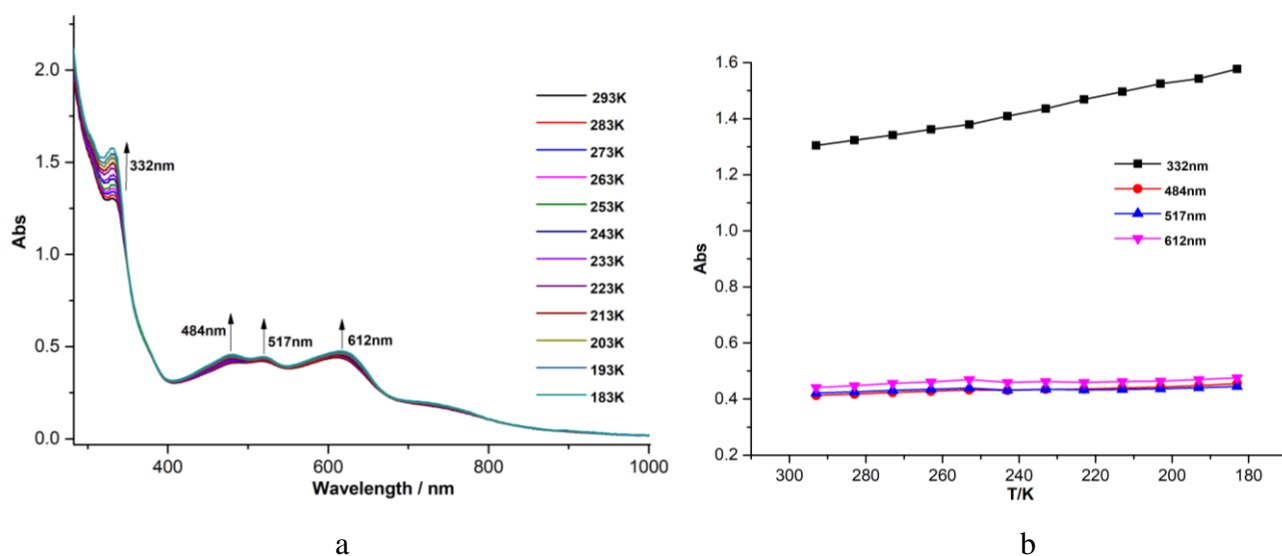 2.0
1.5
1.0
0.5
0.0
Abs
400
600
800
1000
Wavelength / nm
332nm
484nm
517nm
612nm
293K
283K
273K
263K
253K
243K
233K
223K
213K
203K
193K
183K
a
1.6
1.4
1.2
1.0
0.8
0.6
0.4
0.2
Abs
300
280
260
240
220
200
180
T/K
332nm
484nm
517nm
612nm
b